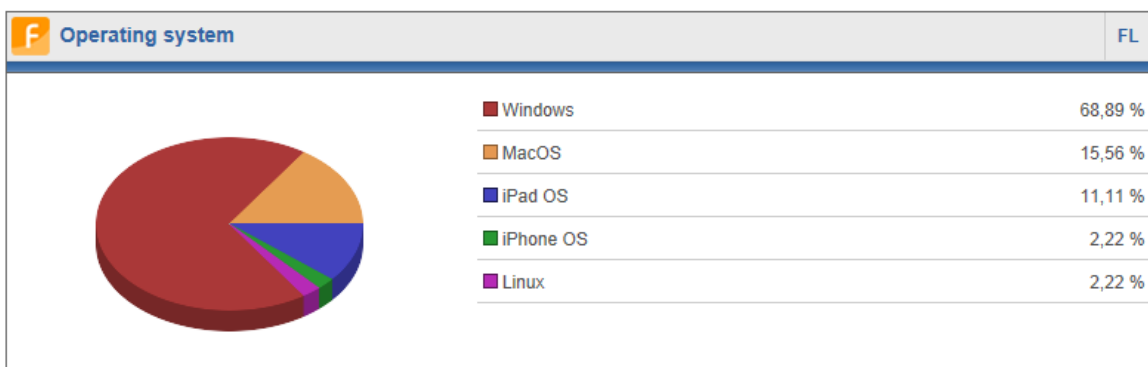 F Operating system FL
Windows 68,89 %
MacOS 15,56 %
iPad OS 11,11 %
iPhone OS 2,22 %
Linux 2,22 %